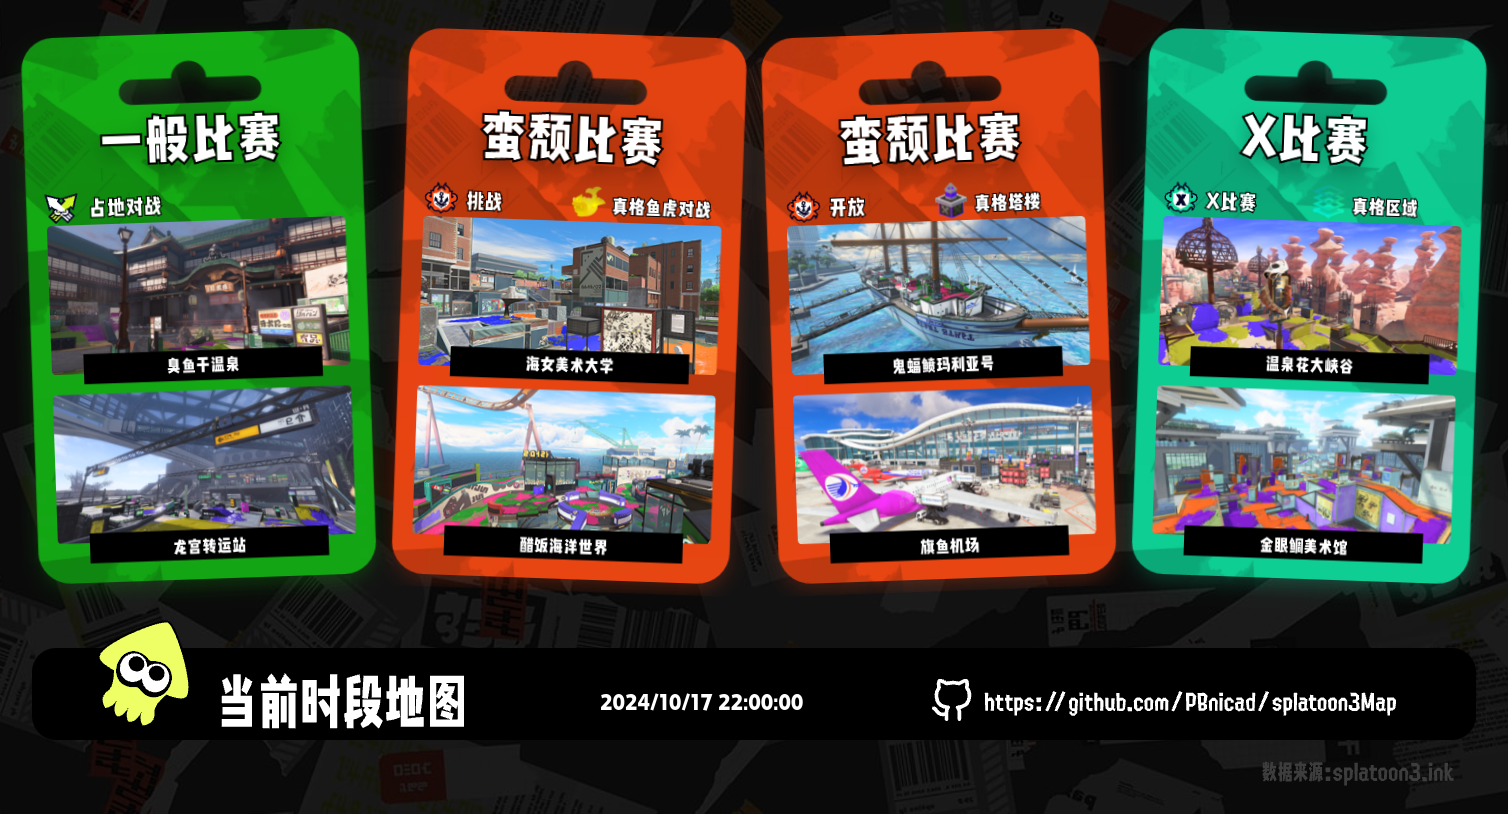 一般比赛
占地对战
臭鱼干温泉
龙宫转运站
蛮颓比赛
挑战
真格鱼虎对战
海女美术大学
醋饭海洋世界
蛮颓比赛
开放
真格塔楼
鬼蝠鲼玛利亚号
旗鱼机场
X比赛
X比赛
真格区域
温泉花大峡谷
金眼鲷美术馆
当前时段地图
2024/10/17 22:00:00
https://github.com/PBnicad/splatoon3Map
数据来源:splatoon3.ink